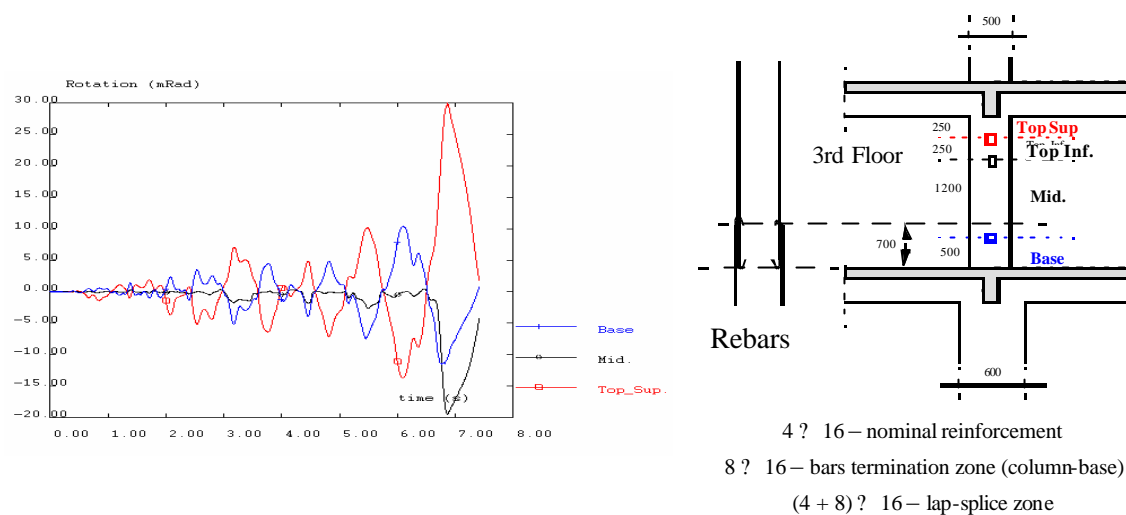 Rotation (mRad)
30.00
25.00
20.00
15.00
10.00
5.00
0.00
-5.00
-10.00
-15.00
-20.00
time (s)
0.00 1.00 2.00 3.00 4.00 5.00 6.00 7.00 8.00
Base
Mid.
Top_Sup.
500
250
Top Sup
250
Top Inf.
3rd Floor
1200
Mid.
700
500
Base
Rebars
600
4 ? 16 – nominal reinforcement
8 ? 16 – bars termination zone (column-base)
(4 + 8) ? 16 – lap-splice zone